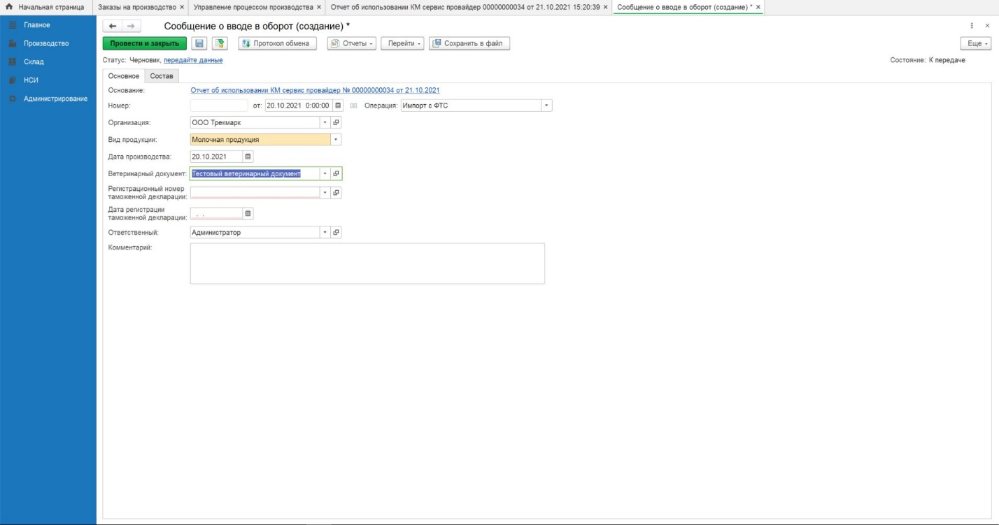 Начальная страница
Заказы на производство ×
Управление процессом производства ×
Отчет об использовании КМ сервис провайдер 00000000034 от 21.10.2021 15:20:39 ×
Сообщение о вводе в оборот (создание) * ×
Главное
Производство
Склад
НСИ
Администрирование
Сообщение о вводе в оборот (создание) *
Провести и закрыть
Протокол обмена
Отчеты
Перейти
Сохранить в файл
Еще
Статус: Черновик, передайте данные
Состояние: К передаче
Основное Состав
Основание: Отчет об использовании КМ сервис провайдер № 00000000034 от 21.10.2021
Номер: от: 20.10.2021 0:00:00 Операция: Импорт с ФТС
Организация: ООО Трекмарк
Вид продукции: Молочная продукция
Дата производства: 20.10.2021
Ветеринарный документ: Тестовый ветеринарный документ
Регистрационный номер
таможенной декларации:
Дата регистрации
таможенной декларации: . .
Ответственный: Администратор
Комментарий: